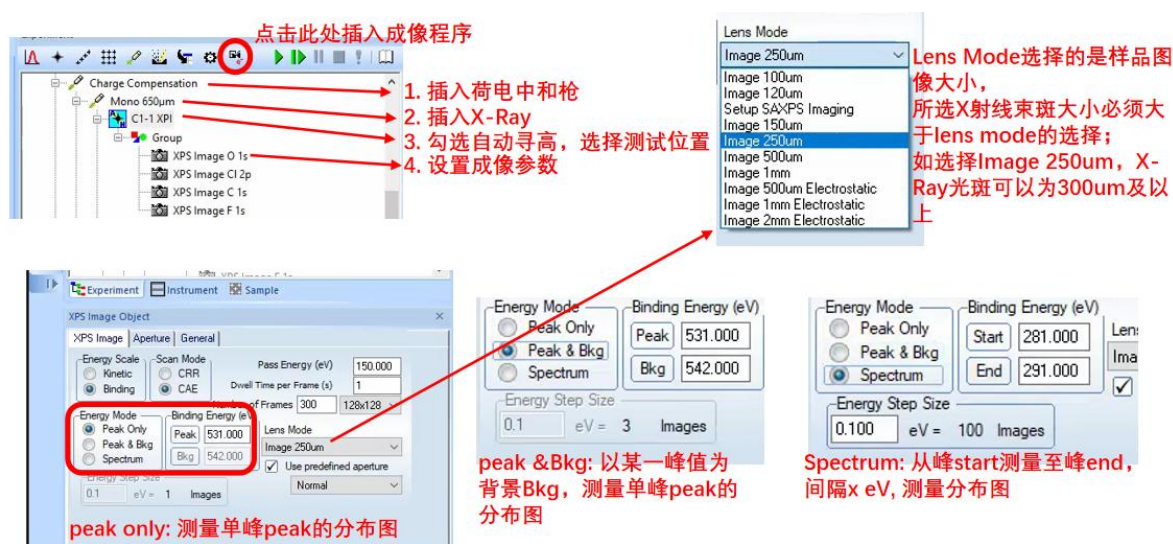 点击此处插入成像程序
Charge Compensation
Mono 650μm
C1-1 XPI
Group
XPS Image O 1s
XPS Image Cl 2p
XPS Image C 1s
XPS Image F 1s
1. 插入荷电中和枪
2. 插入X-Ray
3. 勾选自动寻高，选择测试位置
4. 设置成像参数
Lens Mode
Image 250um
Image 100um
Image 120um
Setup SAXPS Imaging
Image 150um
Image 250um
Image 500um
Image 1mm
Image 500um Electrostatic
Image 1mm Electrostatic
Image 2mm Electrostatic
Lens Mode选择的是样品图
像大小，
所选X射线束斑大小必须大
于lens mode的选择；
如选择Image 250um，X-
Ray光斑可以为300um及以
上
Experiment Instrument Sample
XPS Image Object
XPS Image Aperture General
Energy Scale Scan Mode
Kinetic CRR Pass Energy (eV) 150.000
Binding CAE Dwell Time per Frame (s) 1
Number of Frames 300 128x128
Energy Mode Binding Energy (eV)
Peak Only Peak 531.000
Peak & Bkg Bkg 542.000
Spectrum
Lens Mode
Image 250um
Use predefined aperture
Normal
Energy Step Size
0.1 eV = 1 Images
peak only: 测量单峰peak的分布图
Energy Mode Binding Energy (eV)
Peak Only Peak 531.000
Peak & Bkg Bkg 542.000
Spectrum
Energy Step Size
0.1 eV = 3 Images
peak &Bkg: 以某一峰值为
背景Bkg，测量单峰peak的
分布图
Energy Mode Binding Energy (eV)
Peak Only Start 281.000
Peak & Bkg End 291.000
Spectrum
Energy Step Size
0.100 eV = 100 Images
Spectrum: 从峰start测量至峰end，
间隔x eV, 测量分布图